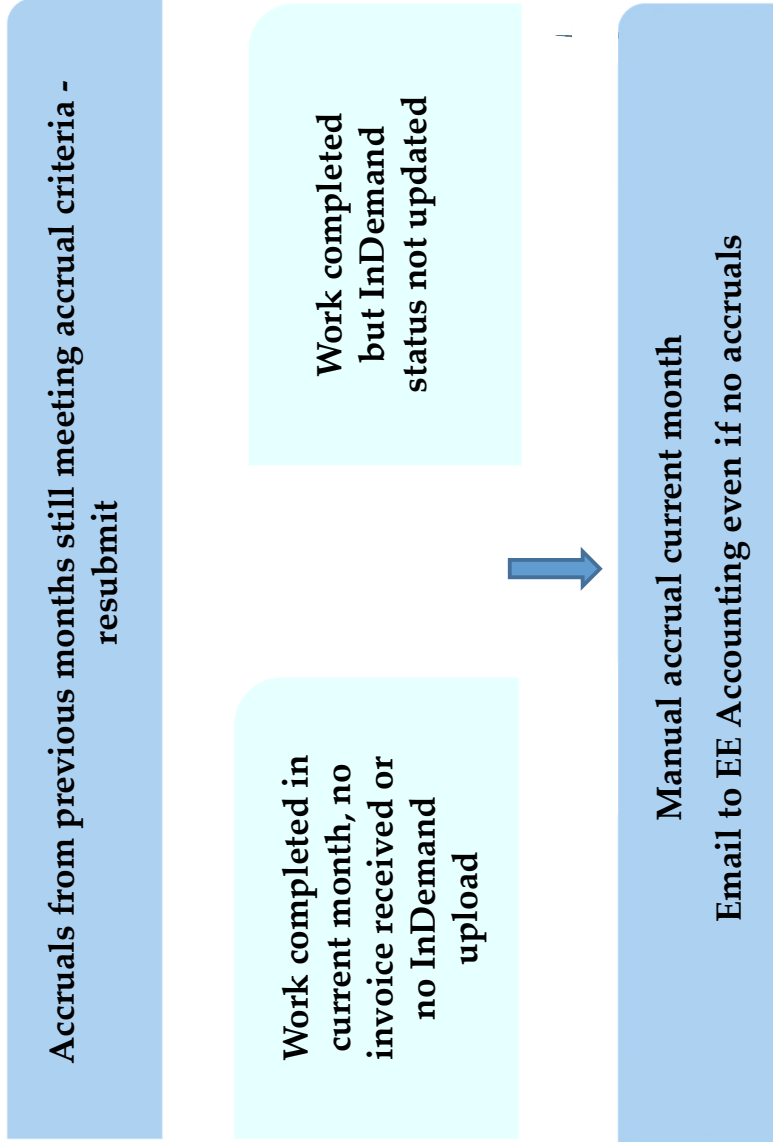 Accruals from previous months still meeting accrual criteria -
resubmit
Work completed in
current month, no
invoice received or
no InDemand
upload
Work completed
but InDemand
status not updated
Manual accrual current month
Email to EE Accounting even if no accruals